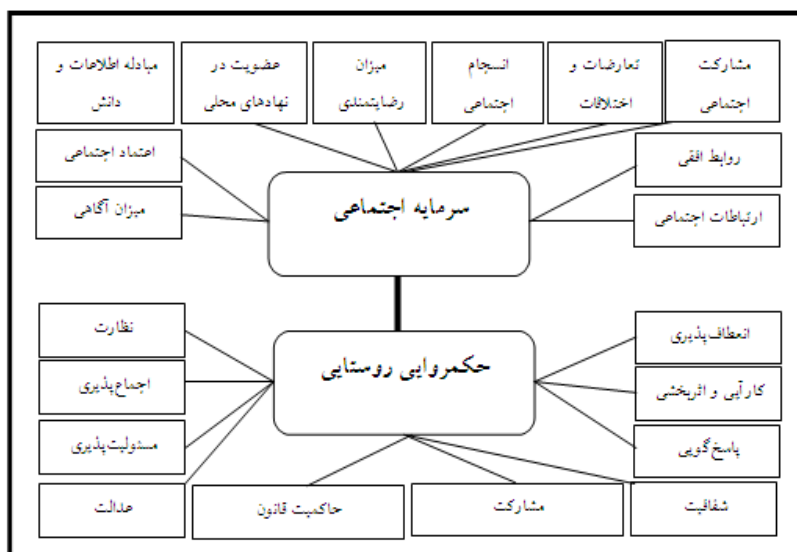 مشارکت
اجتماعی
تعارضات و
اختلافات
انسجام
اجتماعی
میزان
رضایتمندی
عضویت در
نهادهای محلی
مبادله اطلاعات و
دانش
روابط افقی
اعتماد اجتماعی
ارتباطات اجتماعی
میزان آگاهی
سرمایه اجتماعی
حکمروایی روستایی
انعطاف‌پذیری
نظارت
کارآیی و اثربخشی
اجماع‌پذیری
پاسخ‌گویی
مسئولیت‌پذیری
شفافیت
مشارکت
حاکمیت قانون
عدالت